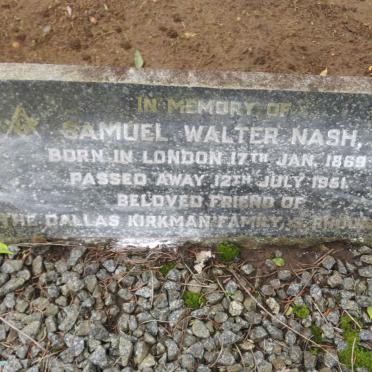 IN MEMORY OF
SAMUEL WALTER NASH,
BORN IN LONDON 17TH JAN. 1869
PASSED AWAY 12TH JULY 1951.
BELOVED FRIEND OF
THE DALLAS KIRKMAN FAMILY, S.